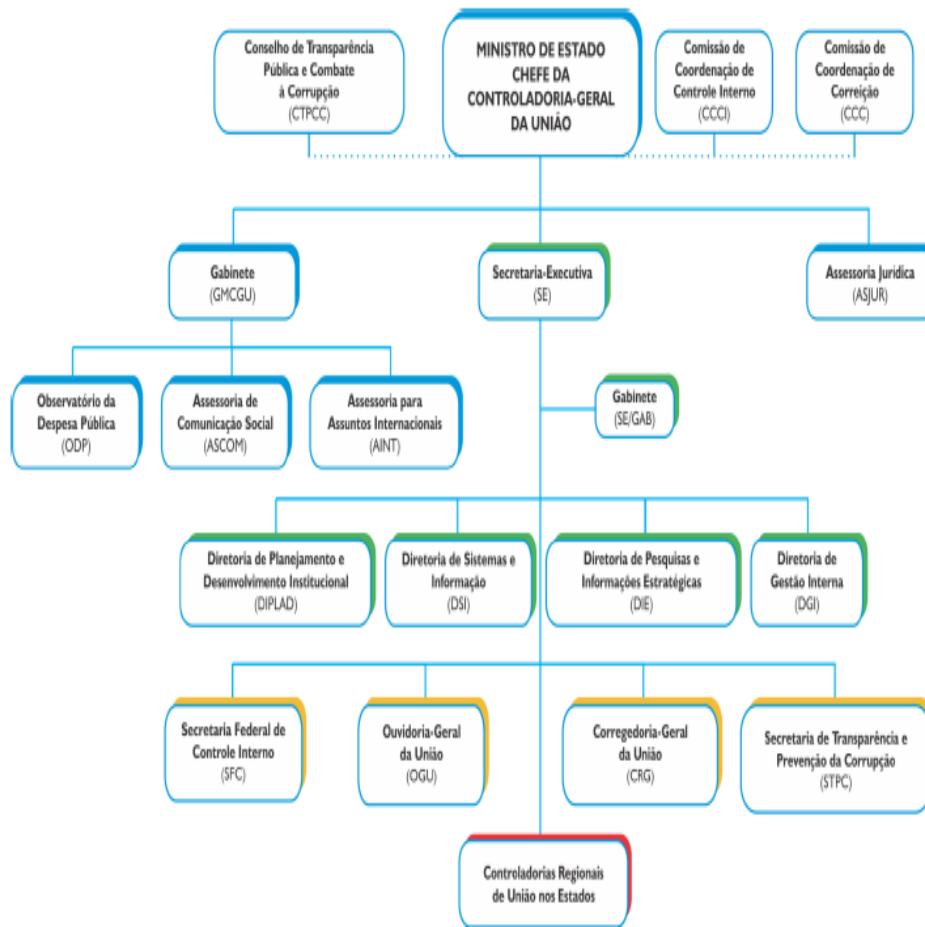 Conselho de Transparência
Pública e Combate
à Corrupção
(CTPCC)
MINISTRO DE ESTADO
CHEFE DA
CONTROLADORIA-GERAL
DA UNIÃO
Comissão de
Coordenação de
Controle Interno
(CCCI)
Comissão de
Coordenação de
Correição
(CCC)
Gabinete
(GMCGU)
Secretaria-Executiva
(SE)
Assessoria Jurídica
(ASJUR)
Observatório da
Despesa Pública
(ODP)
Assessoria de
Comunicação Social
(ASCOM)
Assessoria para
Assuntos Internacionais
(AINT)
Gabinete
(SE/GAB)
Diretoria de Planejamento e
Desenvolvimento Institucional
(DIPLAD)
Diretoria de Sistemas e
Informação
(DSI)
Diretoria de Pesquisas e
Informações Estratégicas
(DIE)
Diretoria de
Gestão Interna
(DGI)
Secretaria Federal de
Controle Interno
(SFC)
Ouvidoria-Geral
da União
(OGU)
Corregedoria-Geral
da União
(CRG)
Secretaria de Transparência e
Prevenção da Corrupção
(STPC)
Controladorias Regionais
de União nos Estados